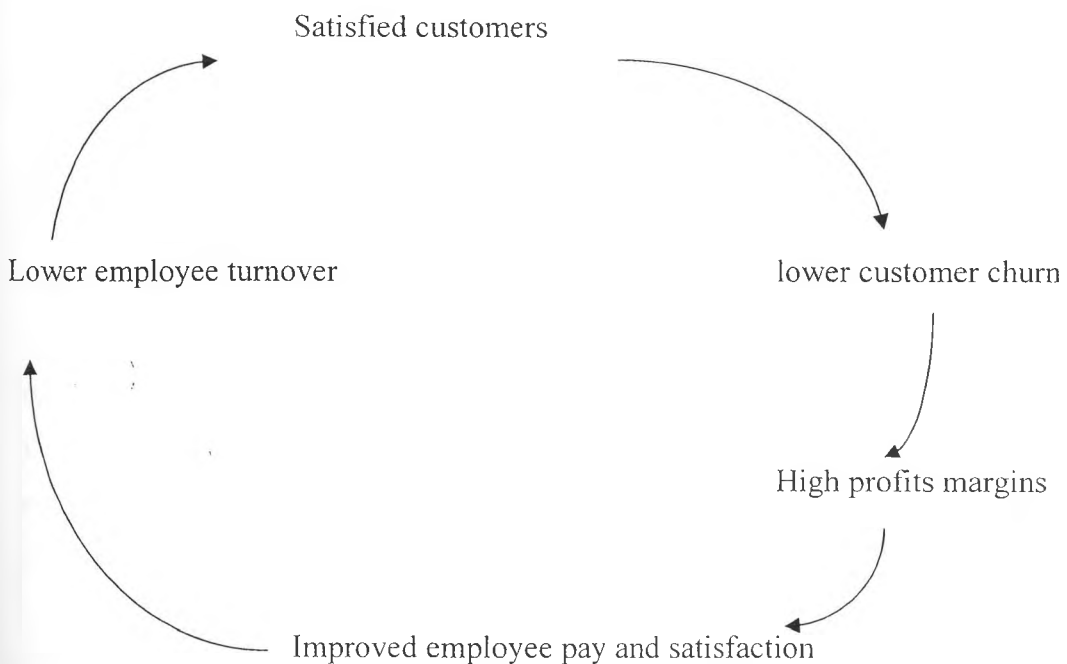 Satisfied customers
Lower employee turnover
lower customer churn
High profits margins
Improved employee pay and satisfaction